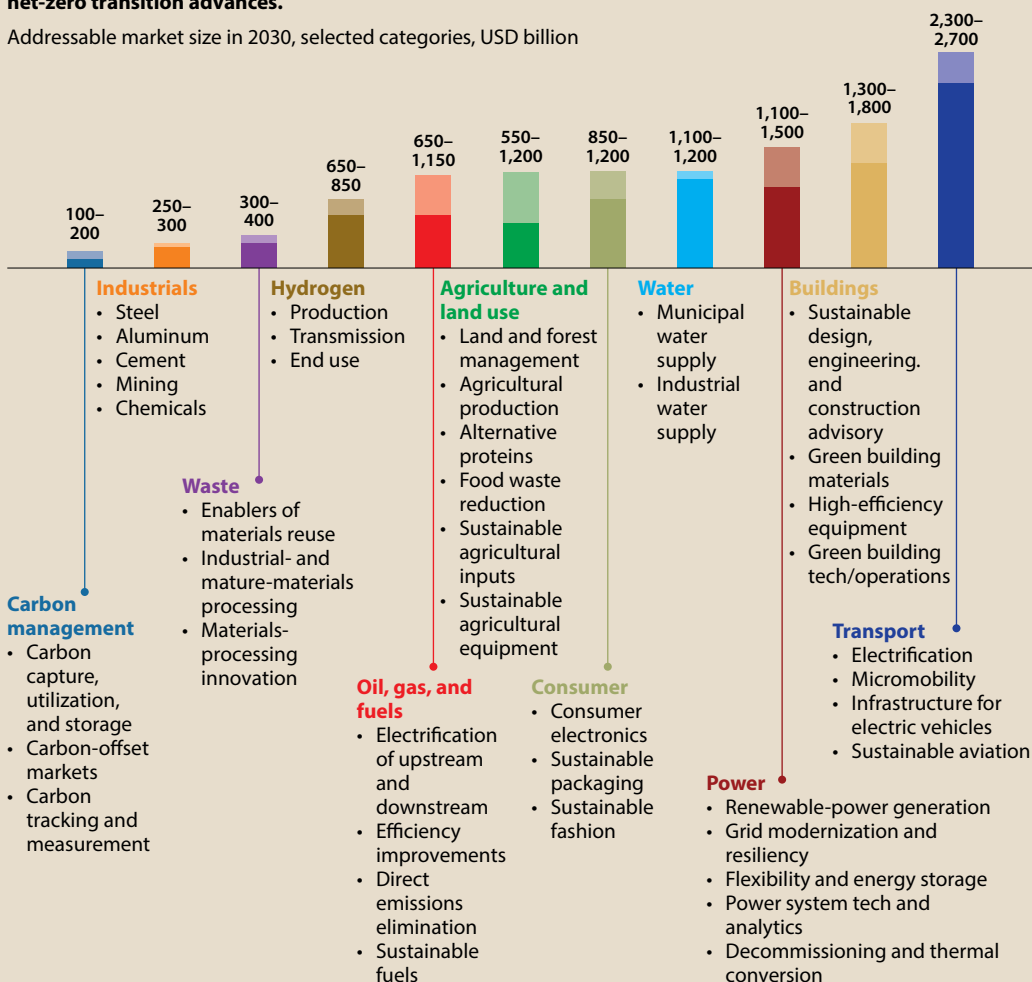 net-zero transition advances.
Addressable market size in 2030, selected categories, USD billion
100–
200
250–
300
300–
400
650–
850
650–
1,150
550–
1,200
850–
1,200
1,100–
1,200
1,100–
1,500
1,300–
1,800
2,300–
2,700
Industrials
• Steel
• Aluminum
• Cement
• Mining
• Chemicals
Hydrogen
• Production
• Transmission
• End use
Agriculture and
land use
• Land and forest
management
• Agricultural
production
• Alternative
proteins
• Food waste
reduction
• Sustainable
agricultural
inputs
• Sustainable
agricultural
equipment
Water
• Municipal
water
supply
• Industrial
water
supply
Buildings
• Sustainable
design,
engineering.
and
construction
advisory
• Green building
materials
• High-efficiency
equipment
• Green building
tech/operations
Waste
• Enablers of
materials reuse
• Industrial- and
mature-materials
processing
• Materials-
processing
innovation
Carbon
management
• Carbon
capture,
utilization,
and storage
• Carbon-offset
markets
• Carbon
tracking and
measurement
Oil, gas, and
fuels
• Electrification
of upstream
and
downstream
• Efficiency
improvements
• Direct
emissions
elimination
• Sustainable
fuels
Consumer
• Consumer
electronics
• Sustainable
packaging
• Sustainable
fashion
Transport
• Electrification
• Micromobility
• Infrastructure for
electric vehicles
• Sustainable aviation
Power
• Renewable-power generation
• Grid modernization and
resiliency
• Flexibility and energy storage
• Power system tech and
analytics
• Decommissioning and thermal
conversion